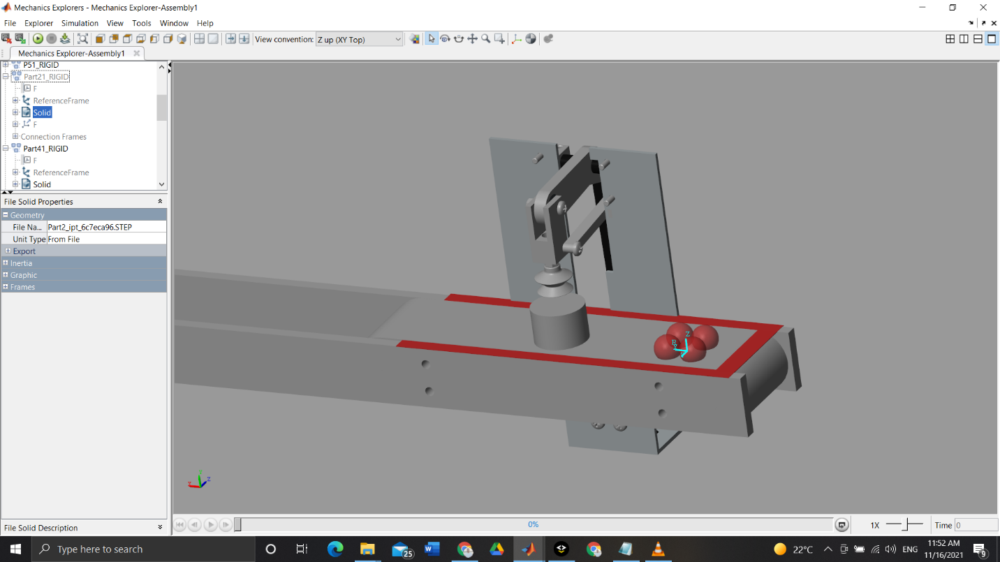 Mechanics Explorers - Mechanics Explorer-Assembly1
File Explorer Simulation View Tools Window Help
View convention: Z up (XY Top)
Mechanics Explorer-Assembly1
P51_RIGID
Part21_RIGID
F
ReferenceFrame
Solid
F
Connection Frames
Part41_RIGID
F
ReferenceFrame
Solid
File Solid Properties
Geometry
File Na... Part2_ipt_6c7eca96.STEP
Unit Type From File
Export
Inertia
Graphic
Frames
Z
Z
File Solid Description
0%
1X
Time 0
Type here to search
25
22°C
ENG
11:52 AM
11/16/2021
9